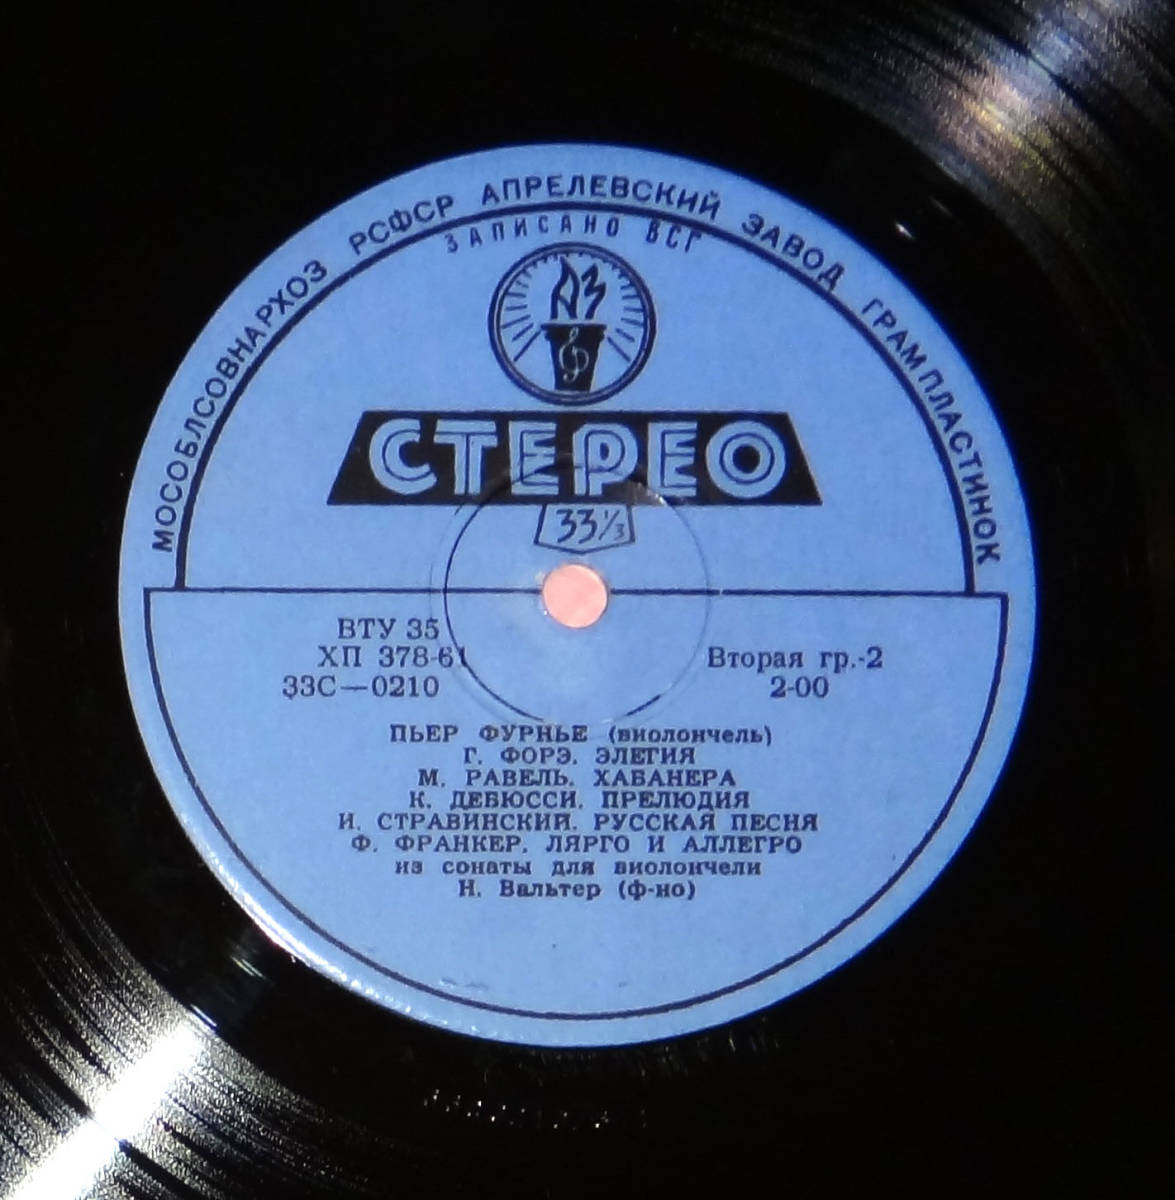 МОСОБЛСОВНАРХОЗ РСФСР АПРЕЛЕВСКИЙ ЗАВОД ГРАМПЛАСТИНОК
ЗАПИСАНО ВСГ
АЗ
СТЕРЕО
33⅓
ВТУ 35
ХП 378-61
33С—0210
Вторая гр.-2
2-00
ПЬЕР ФУРНЬЕ (виолончель)
Г. ФОРЭ. ЭЛЕГИЯ
М. РАВЕЛЬ. ХАБАНЕРА
К. ДЕБЮССИ. ПРЕЛЮДИЯ
И. СТРАВИНСКИЙ. РУССКАЯ ПЕСНЯ
Ф. ФРАНКЕР. ЛЯРГО И АЛЛЕГРО
из сонаты для виолончели
Н. Вальтер (ф-но)